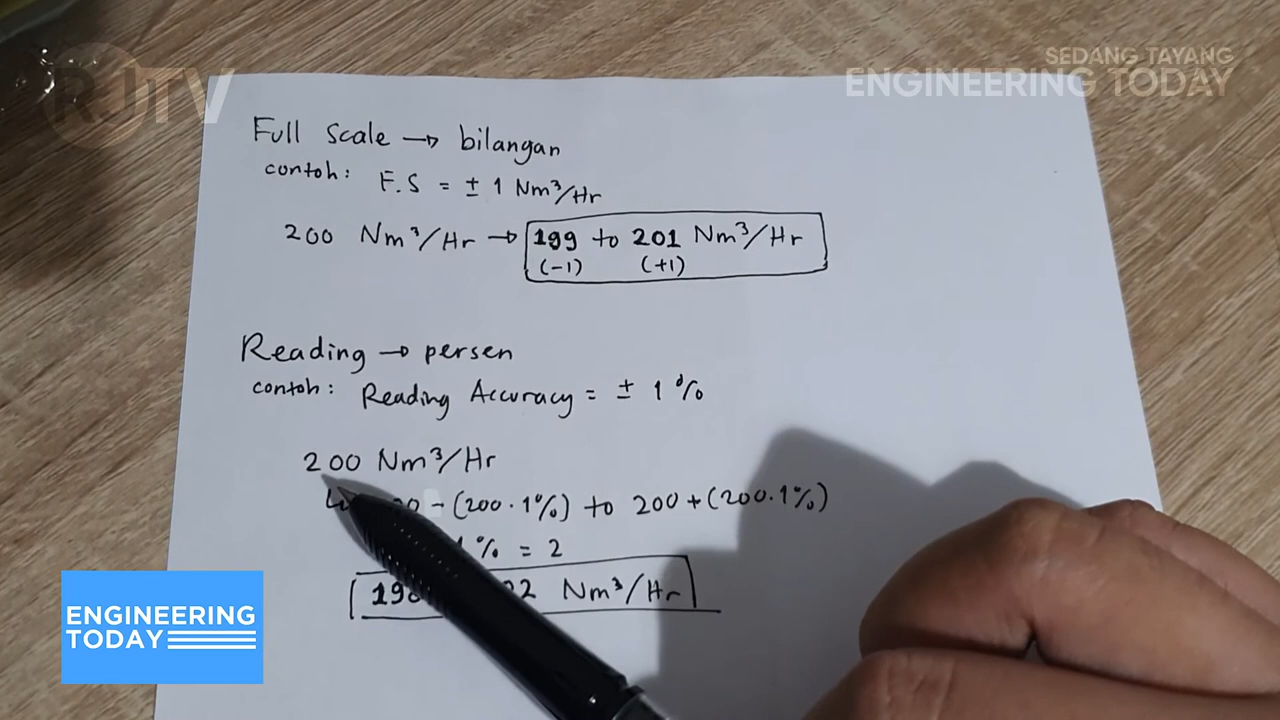 RJTV
SEDANG TAYANG
ENGINEERING TODAY
Full scale → bilangan
contoh: F.S = ± 1 Nm³/Hr
200 Nm³/Hr → 199 to 201 Nm³/Hr
(-1) (+1)
Reading → persen
contoh: Reading Accuracy = ± 1%
200 Nm³/Hr
- (200.1%) to 200 + (200.1%)
% = 2
Nm³/Hr
ENGINEERING
TODAY